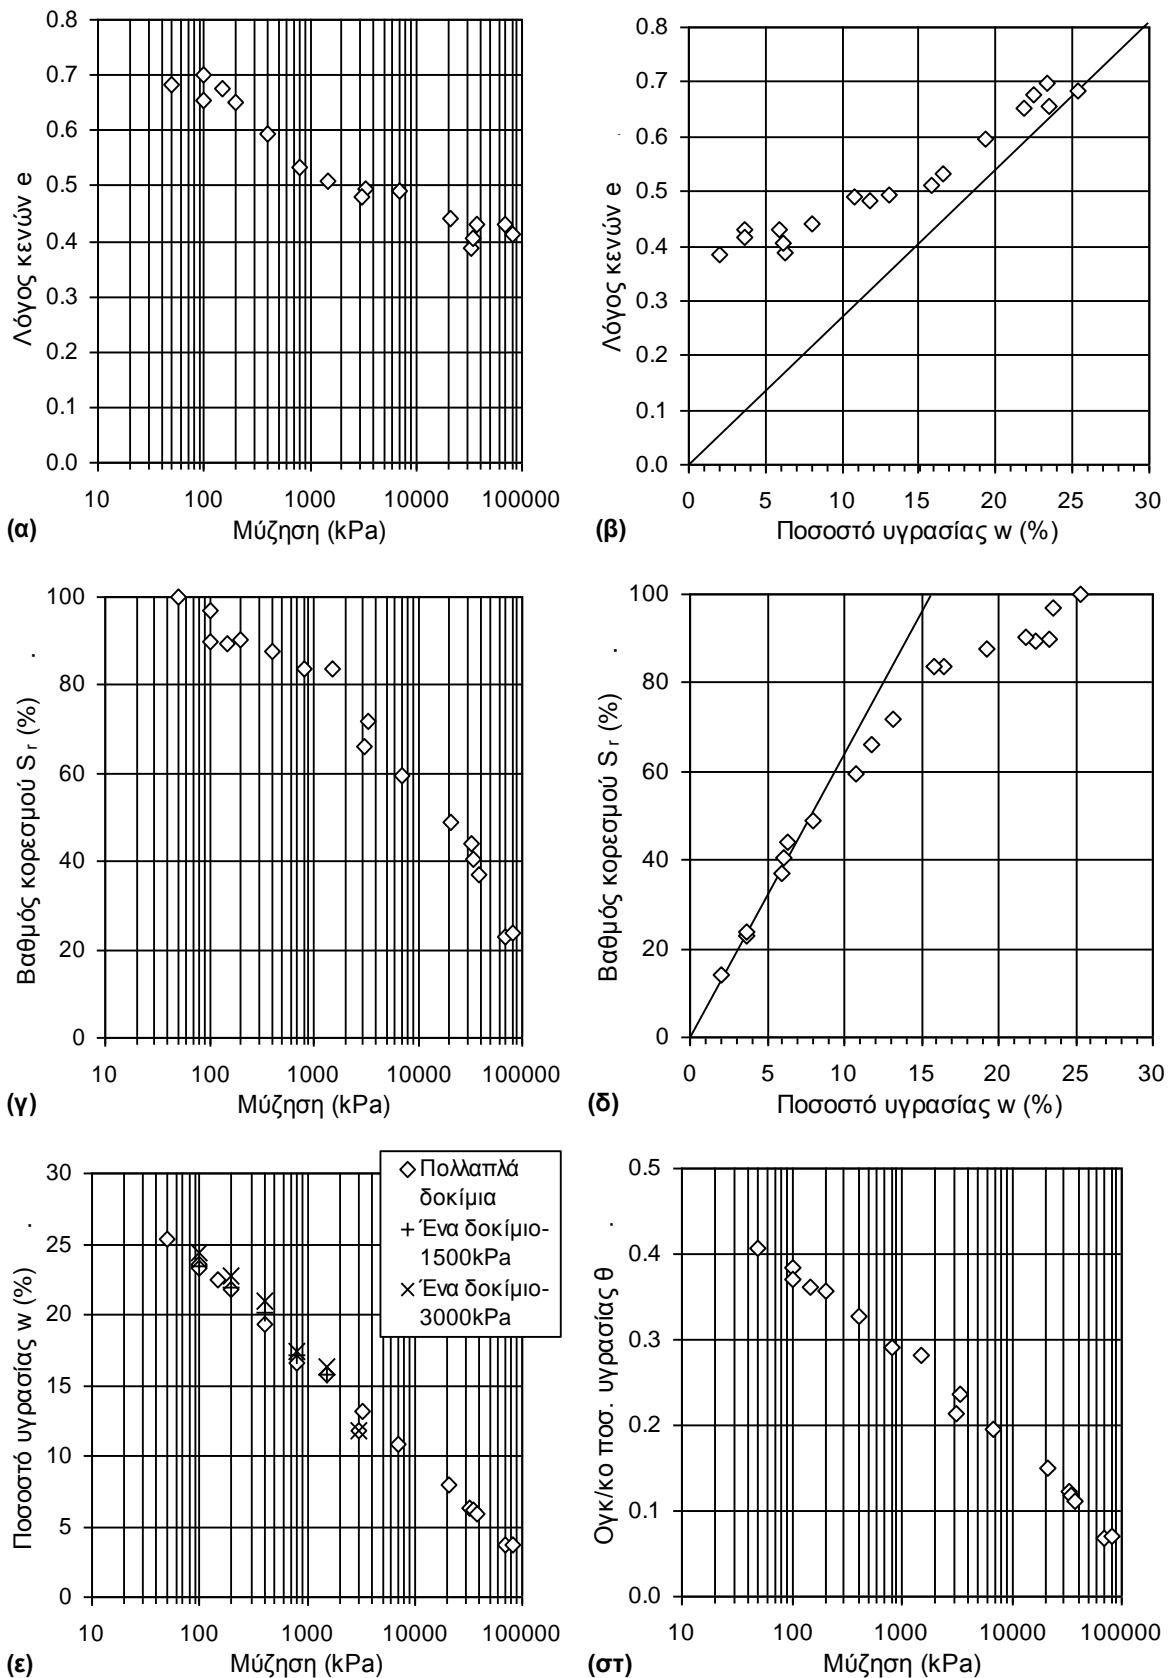 0.8
0.7
0.6
0.5
0.4
0.3
0.2
0.1
0.0
Λόγος κενών e
10 100 1000 10000 100000
Μύζηση (kPa)
(α)
0.8
0.7
0.6
0.5
0.4
0.3
0.2
0.1
0.0
Λόγος κενών e
0 5 10 15 20 25 30
Ποσοστό υγρασίας w (%)
(β)
100
80
60
40
20
0
Βαθμός κορεσμού Sr (%)
10 100 1000 10000 100000
Μύζηση (kPa)
(γ)
100
80
60
40
20
0
Βαθμός κορεσμού Sr (%)
0 5 10 15 20 25 30
Ποσοστό υγρασίας w (%)
(δ)
30
25
20
15
10
5
0
Ποσοστό υγρασίας w (%)
Πολλαπλά
δοκίμια
Ένα δοκίμιο-
1500kPa
Ένα δοκίμιο-
3000kPa
10 100 1000 10000 100000
Μύζηση (kPa)
(ε)
0.5
0.4
0.3
0.2
0.1
0.0
Ογκ/κο ποσ. υγρασίας θ
10 100 1000 10000 100000
Μύζηση (kPa)
(στ)